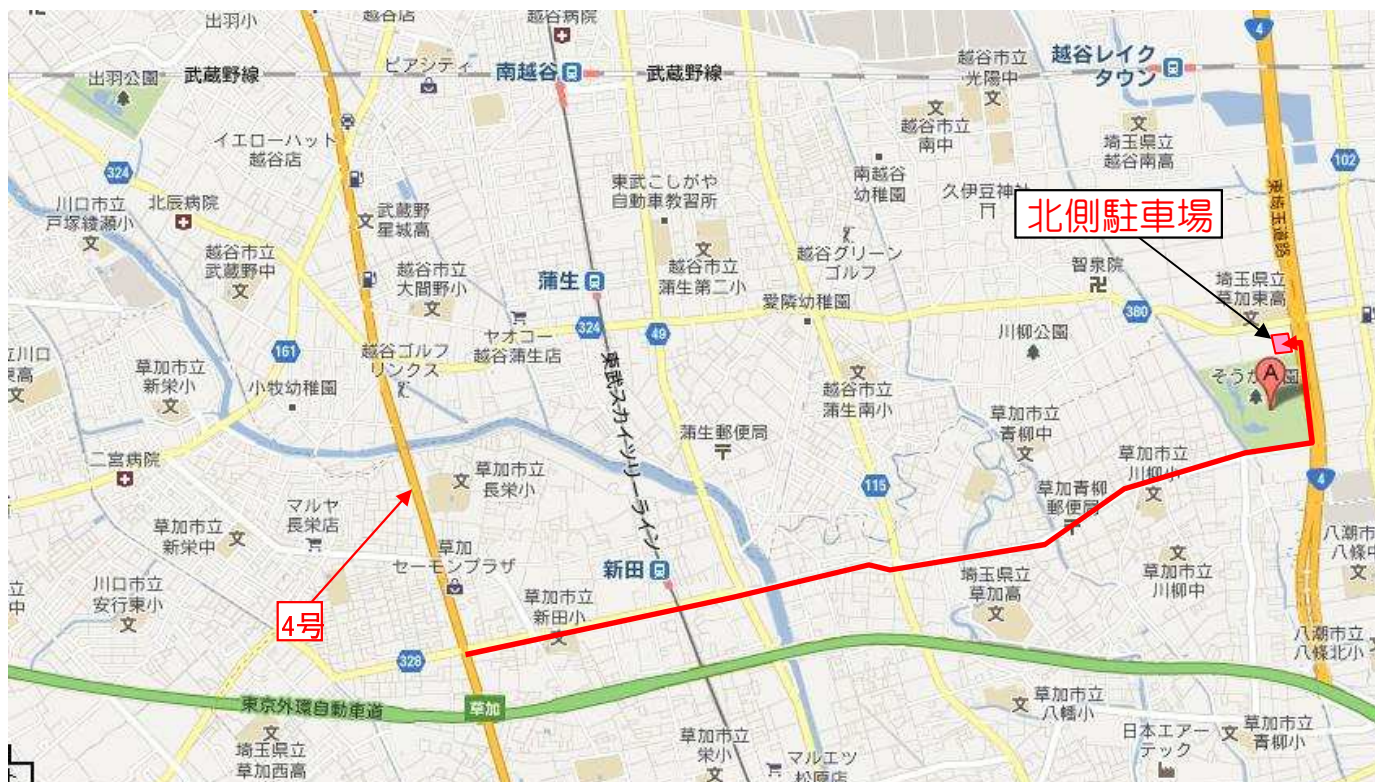 出羽小
越谷店
越谷病院
4
出羽公園
武蔵野線
ピアシティ
南越谷
武蔵野線
越谷市立
光陽中
越谷レイク
タウン
イエローハット
越谷店
越谷市立
南中
埼玉県立
越谷南高
324
102
川口市立
戸塚綾瀬小
北辰病院
武蔵野
星城高
東武こしがや
自動車教習所
南越谷
幼稚園
久伊豆神社
北側駐車場
東埼玉道路
越谷市立
武蔵野中
越谷市立
大間野小
蒲生
越谷市立
蒲生第二小
越谷グリーン
ゴルフ
智泉院
埼玉県立
草加東高
愛隣幼稚園
380
ヤオコー
越谷蒲生店
324
49
川柳公園
161
越谷ゴルフ
リンクス
立川口
東高
草加市立
新栄小
小牧幼稚園
東武スカイツリーライン
越谷市立
蒲生南小
A
蒲生郵便局
草加市立
青柳中
二宮病院
草加市立
長栄小
115
草加市立
川柳小
4
マルヤ
長栄店
草加青柳
郵便局
草加市立
新栄中
草加
セーモンプラザ
新田
八潮市
八條中
川口市立
安行東小
4号
草加市立
新田小
埼玉県立
草加高
草加市立
川柳中
328
八潮市立
八條北小
東京外環自動車道
草加
草加市立
八幡小
埼玉県立
草加西高
草加市立
栄小
マルエツ
松原店
日本エアー
テック
草加市立
青柳小